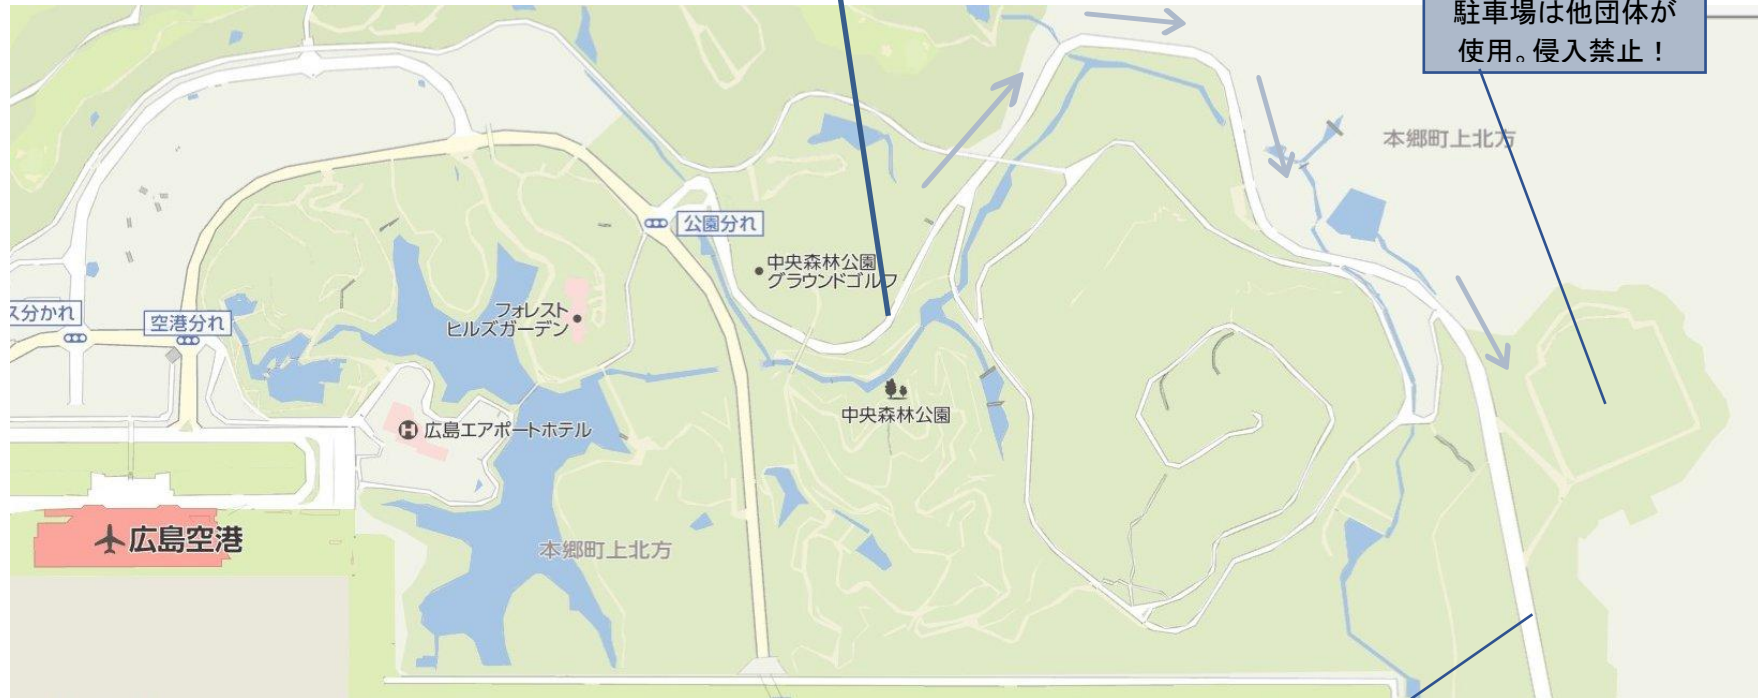 駐車場は他団体が
使用。侵入禁止！
本郷町上北方
公園分れ
中央森林公園
グラウンドゴルフ
ス分かれ
空港分れ
フォレスト
ヒルズガーデン
中央森林公園
H 広島エアポートホテル
広島空港
本郷町上北方